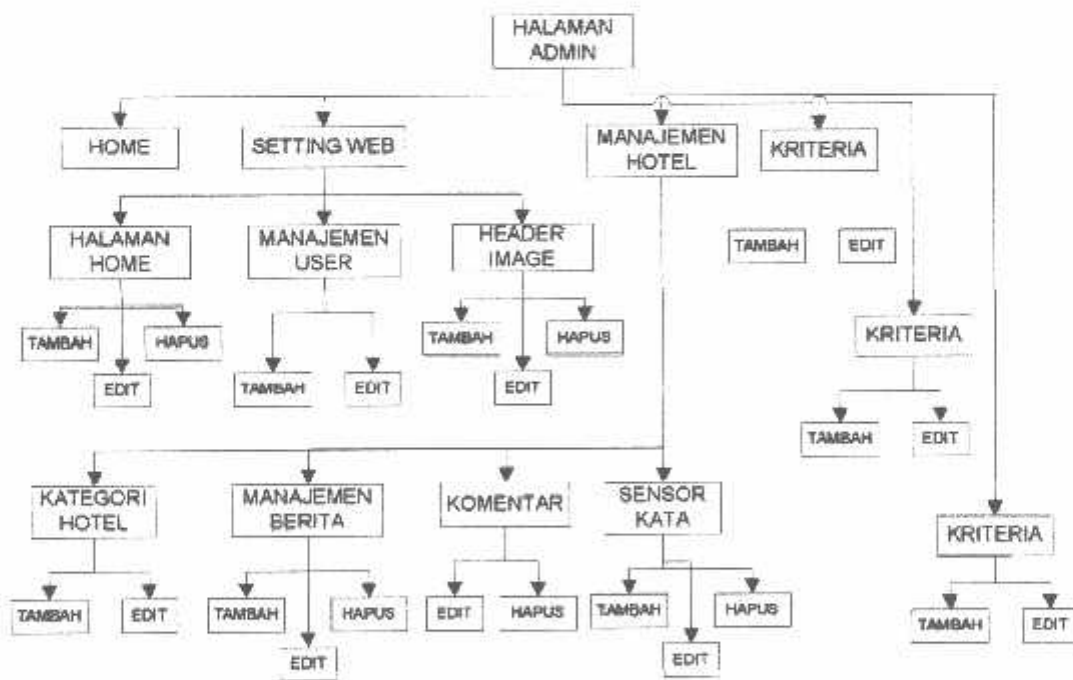 HALAMAN
ADMIN
HOME
SETTING WEB
MANAJEMEN
HOTEL
KRITERIA
HALAMAN
HOME
MANAJEMEN
USER
HEADER
IMAGE
TAMBAH
EDIT
TAMBAH
HAPUS
EDIT
TAMBAH
EDIT
TAMBAH
HAPUS
EDIT
KRITERIA
TAMBAH
EDIT
KATEGORI
HOTEL
MANAJEMEN
BERITA
KOMENTAR
SENSOR
KATA
KRITERIA
TAMBAH
EDIT
TAMBAH
HAPUS
EDIT
EDIT
HAPUS
TAMBAH
HAPUS
EDIT
TAMBAH
EDIT